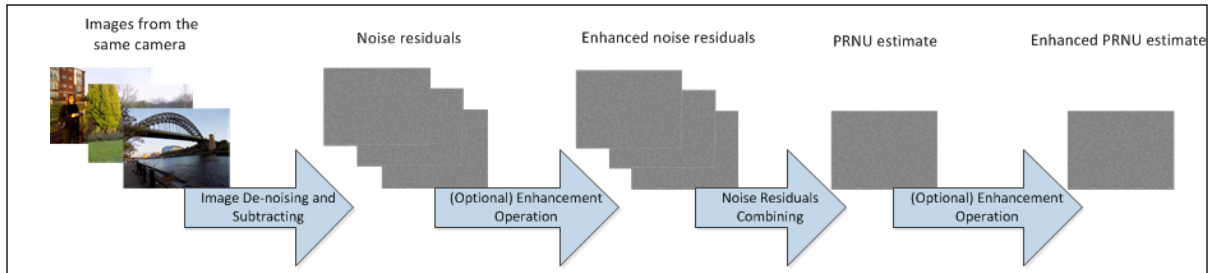 Images from the
same camera
Noise residuals
Enhanced noise residuals
PRNU estimate
Enhanced PRNU estimate
Image De-noising and
Subtracting
(Optional) Enhancement
Operation
Noise Residuals
Combining
(Optional) Enhancement
Operation